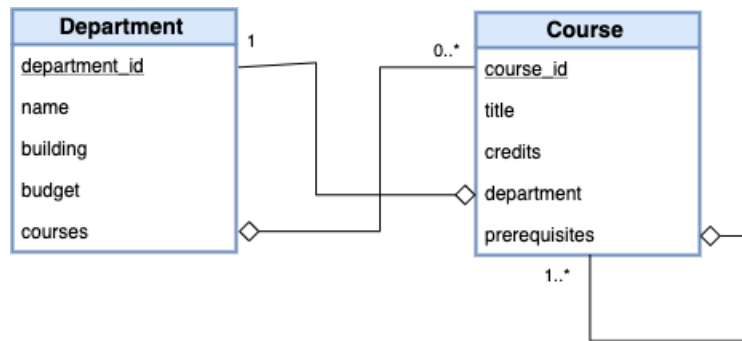 Department
department_id
name
building
budget
courses
1
0..*
Course
course_id
title
credits
department
prerequisites
1..*